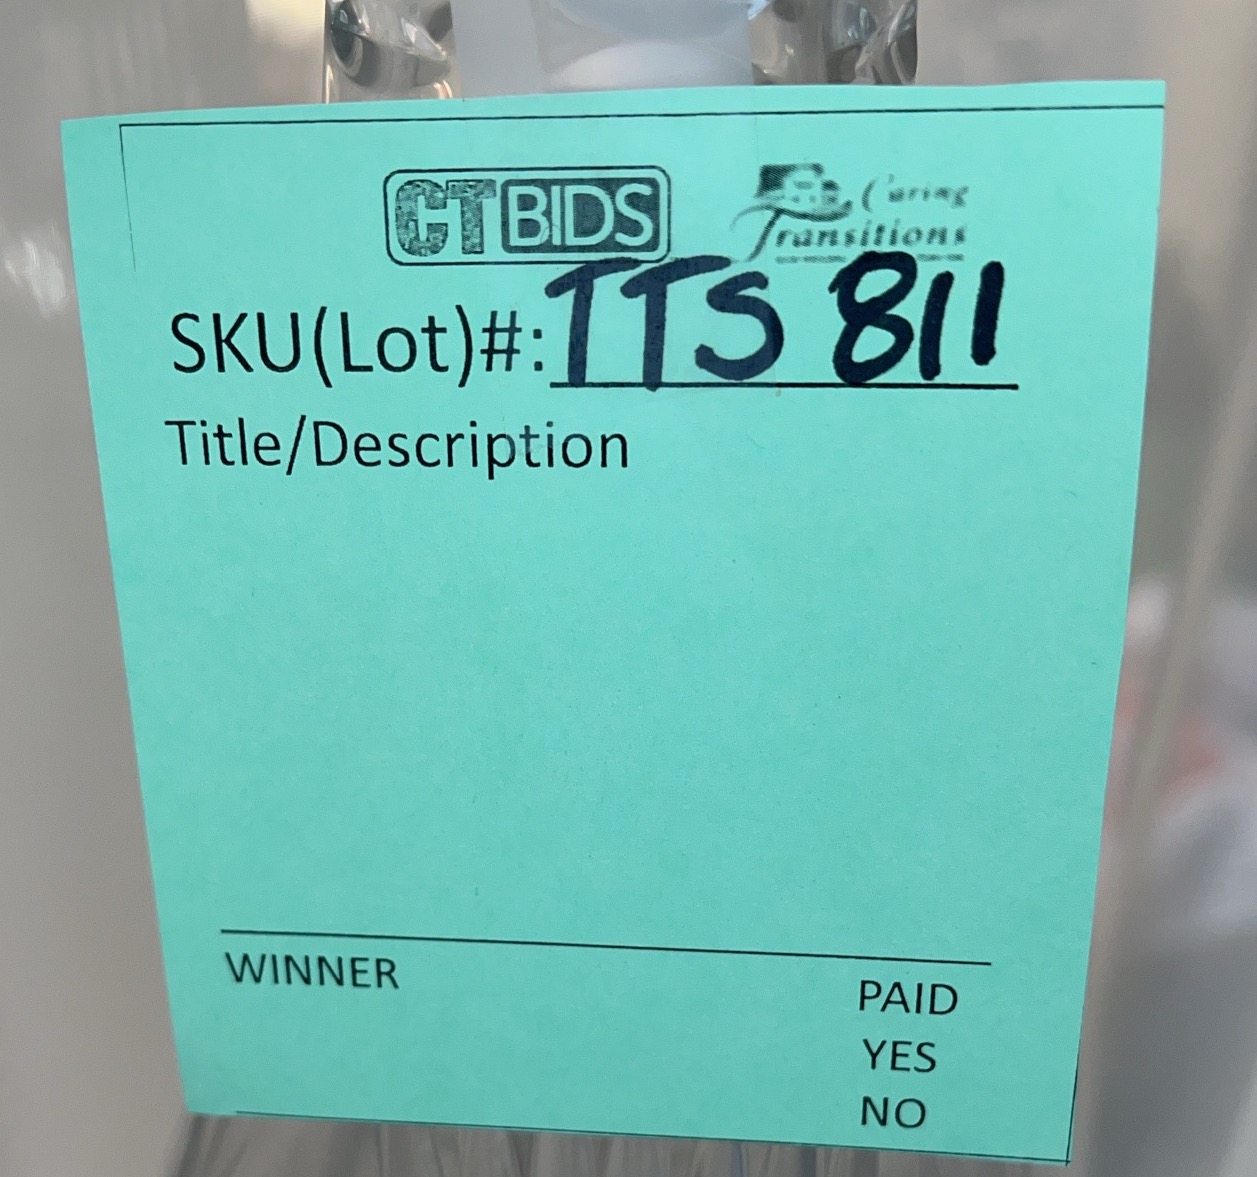 CTBIDS
Caring
Transitions
SKU(Lot)#: TTS 811
Title/Description
WINNER
PAID
YES
NO